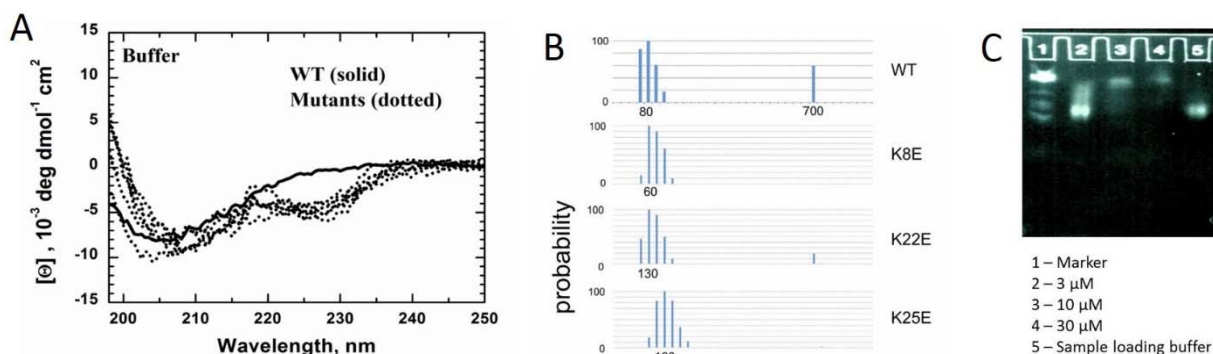 A
Buffer
WT (solid)
Mutants (dotted)
15
10
5
0
-5
-10
-15
[Θ] , 10⁻³ deg dmol⁻¹ cm²
200 210 220 230 240 250
Wavelength, nm
B
probability
100
0
80 700
WT
100
0
60
K8E
100
0
130
K22E
100
0
K25E
C
1 2 3 4 5
1 – Marker
2 – 3 µM
3 – 10 µM
4 – 30 µM
5 – Sample loading buffer